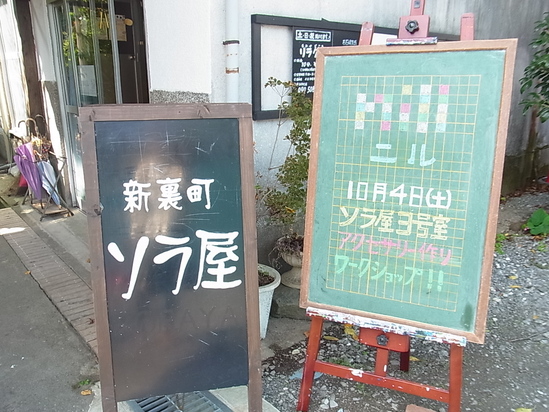 新裏町
ソラ屋
ニル
10月4日(土)
ソラ屋3号室
アクセサリー作り
ワークショップ!!